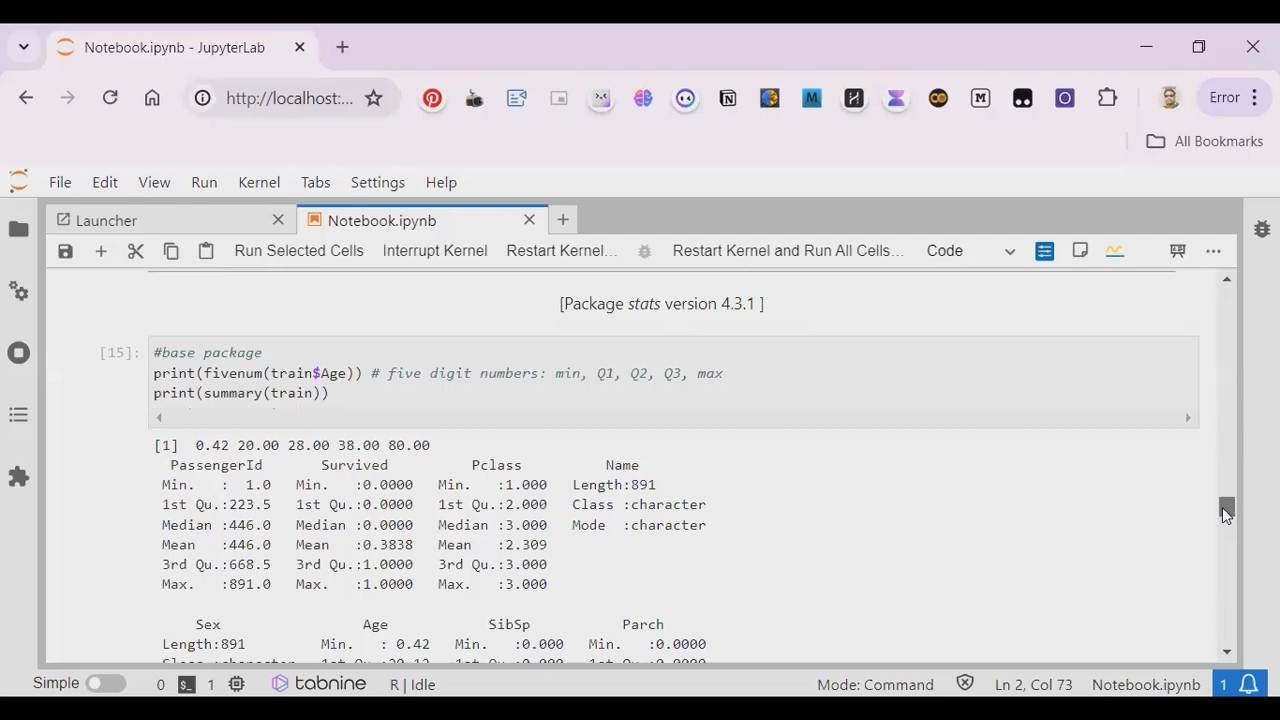 Notebook.ipynb - JupyterLab
http://localhost:...
Error
All Bookmarks
File Edit View Run Kernel Tabs Settings Help
Launcher Notebook.ipynb
Run Selected Cells Interrupt Kernel Restart Kernel... Restart Kernel and Run All Cells... Code
[Package stats version 4.3.1 ]
[15]: #base package
print(fivenum(train$Age)) # five digit numbers: min, Q1, Q2, Q3, max
print(summary(train))
[1] 0.42 20.00 28.00 38.00 80.00
PassengerId Survived Pclass Name
Min. : 1.0 Min. :0.0000 Min. :1.000 Length:891
1st Qu.:223.5 1st Qu.:0.0000 1st Qu.:2.000 Class :character
Median :446.0 Median :0.0000 Median :3.000 Mode :character
Mean :446.0 Mean :0.3838 Mean :2.309
3rd Qu.:668.5 3rd Qu.:1.0000 3rd Qu.:3.000
Max. :891.0 Max. :1.0000 Max. :3.000
Sex Age SibSp Parch
Length:891 Min. : 0.42 Min. :0.000 Min. :0.0000
Simple 0 1 tabnine R | Idle Mode: Command Ln 2, Col 73 Notebook.ipynb 1